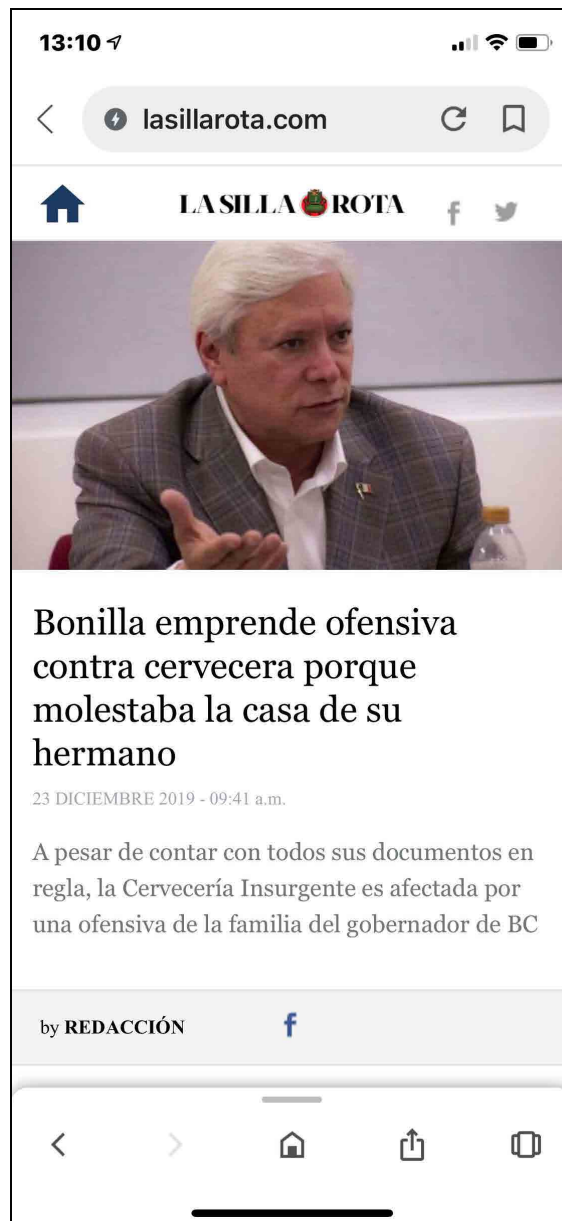 13:10
lasillarota.com
LA SILLA ROTA
Bonilla emprende ofensiva
contra cervecera porque
molestaba la casa de su
hermano
23 DICIEMBRE 2019 - 09:41 a.m.
A pesar de contar con todos sus documentos en
regla, la Cervecería Insurgente es afectada por
una ofensiva de la familia del gobernador de BC
by REDACCIÓN